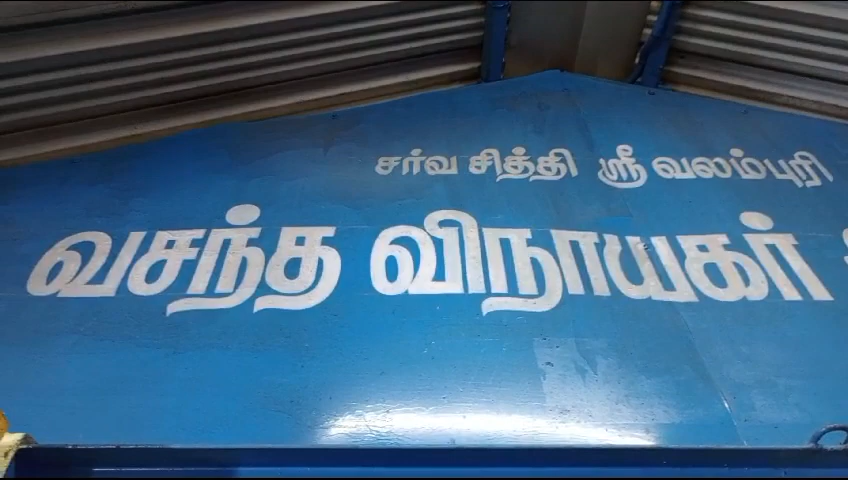 சர்வ சித்தி ஸ்ரீ வலம்புரி
வசந்த விநாயகர்